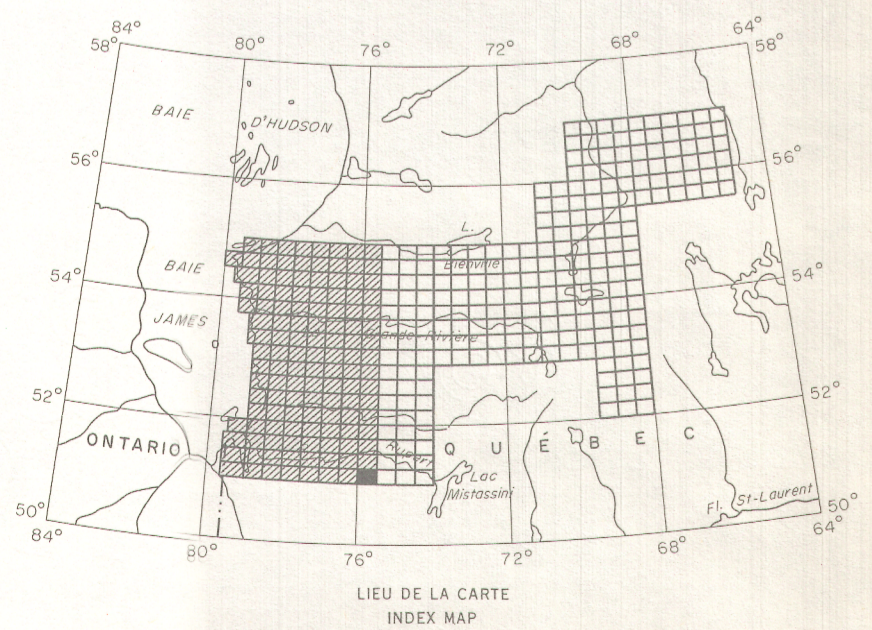 84°
80°
76°
72°
68°
64°
58°
58°
BAIE
D'HUDSON
56°
56°
L.
Bienville
BAIE
54°
54°
JAMES
Grande-Rivière
52°
52°
ONTARIO
Rupert
QUÉBEC
Lac
Mistassini
Fl. St-Laurent
50°
50°
84°
80°
76°
72°
68°
64°
LIEU DE LA CARTE
INDEX MAP